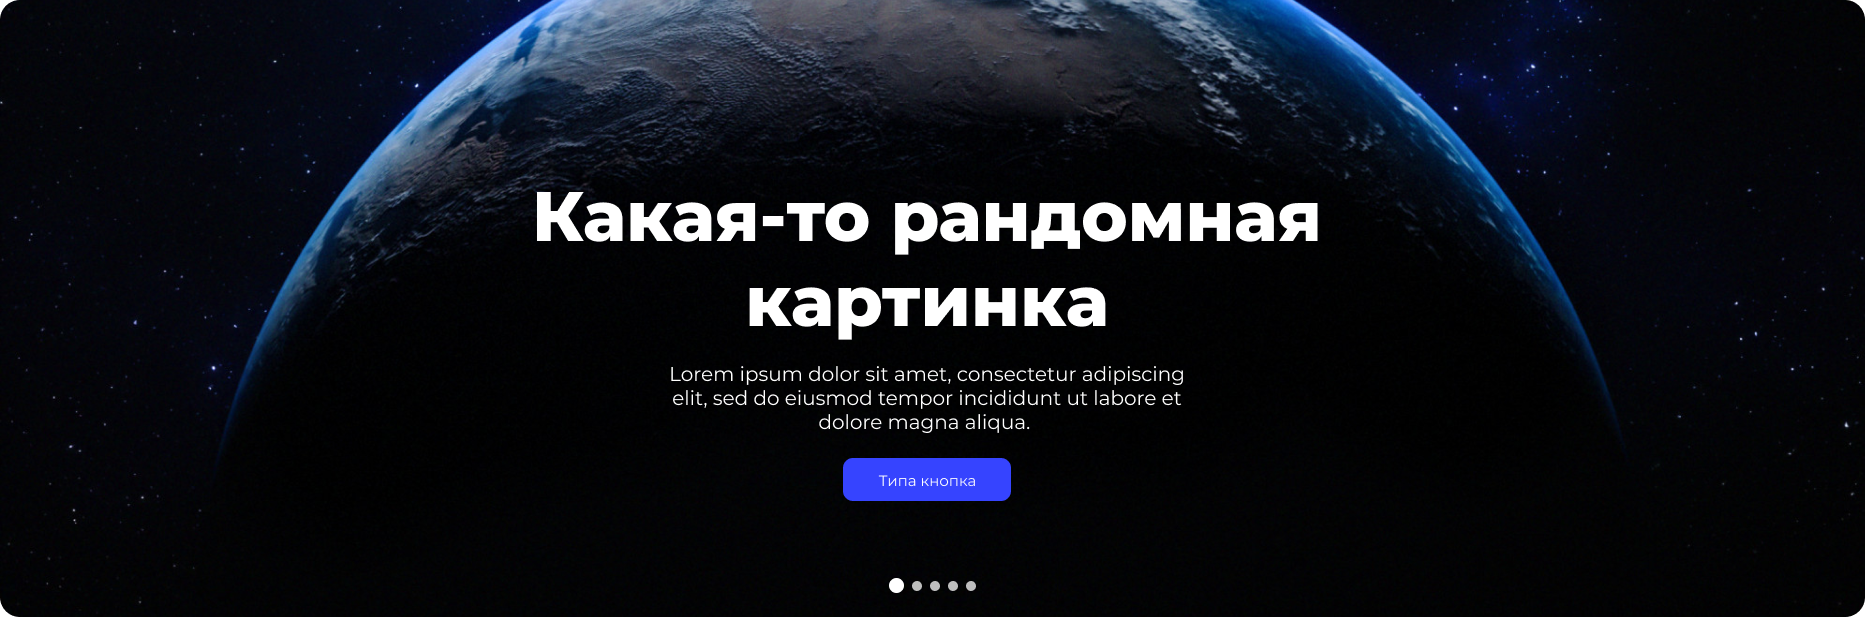 Какая-то рандомная
картинка
Lorem ipsum dolor sit amet, consectetur adipiscing
elit, sed do eiusmod tempor incididunt ut labore et
dolore magna aliqua.
Типа кнопка